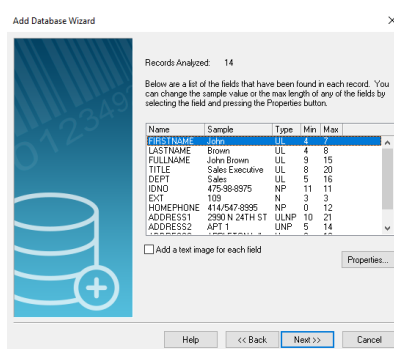 Add Database Wizard
Records Analyzed: 14
Below are a list of the fields that have been found in each record. You
can change the sample value or the max length of any of the fields by
selecting the field and pressing the Properties button.
Name Sample Type Min Max
FIRSTNAME John UL 4 7
LASTNAME Brown UL 4 8
FULLNAME John Brown UL 9 15
TITLE Sales Executive UL 8 20
DEPT Sales UL 5 16
IDNO 475-98-8975 NP 11 11
EXT 109 N 3 3
HOMEPHONE 414/547-8995 NP 0 12
ADDRESS1 2990 N 24TH ST ULNP 10 21
ADDRESS2 APT 1 UNP 5 14
Add a text image for each field
Properties...
Help << Back Next >> Cancel